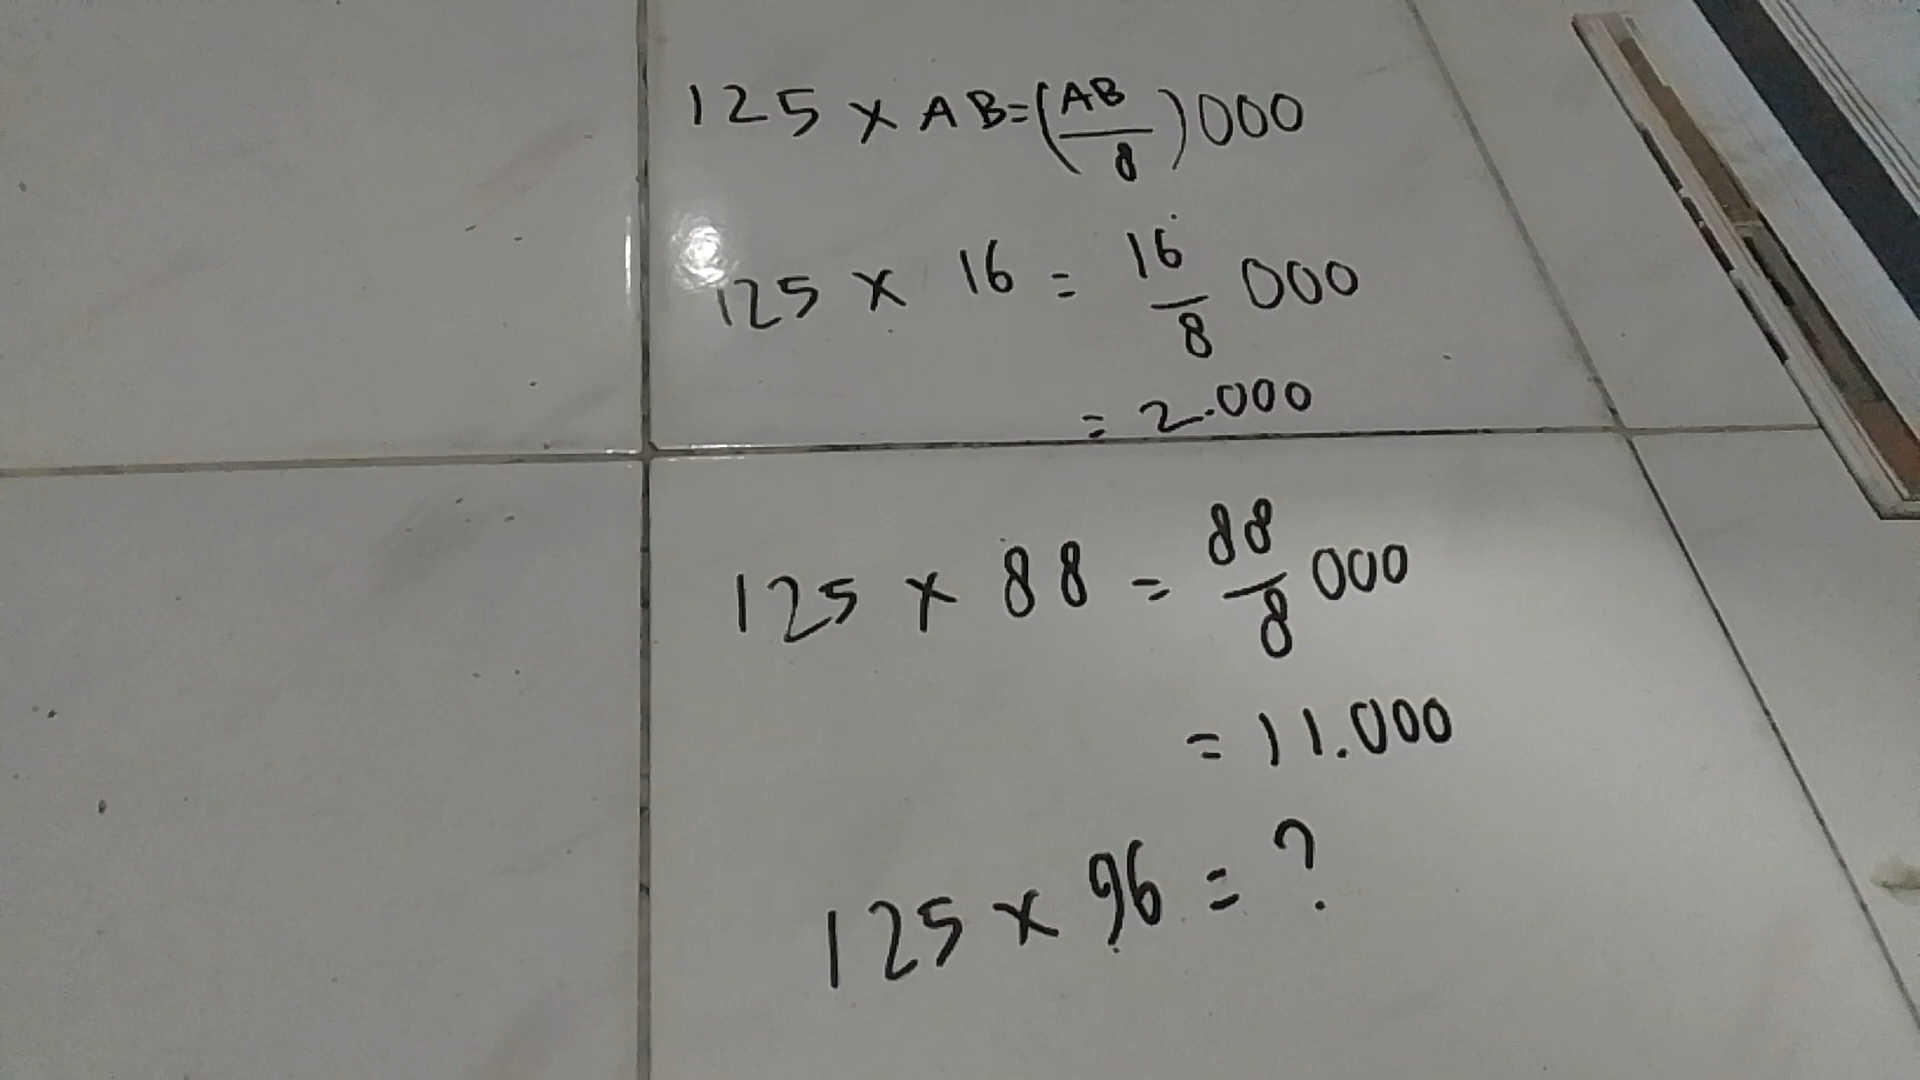 125 x AB = (AB/8)000
125 x 16 = 16/8 000
= 2.000
125 x 88 = 88/8 000
= 11.000
125 x 96 = ?